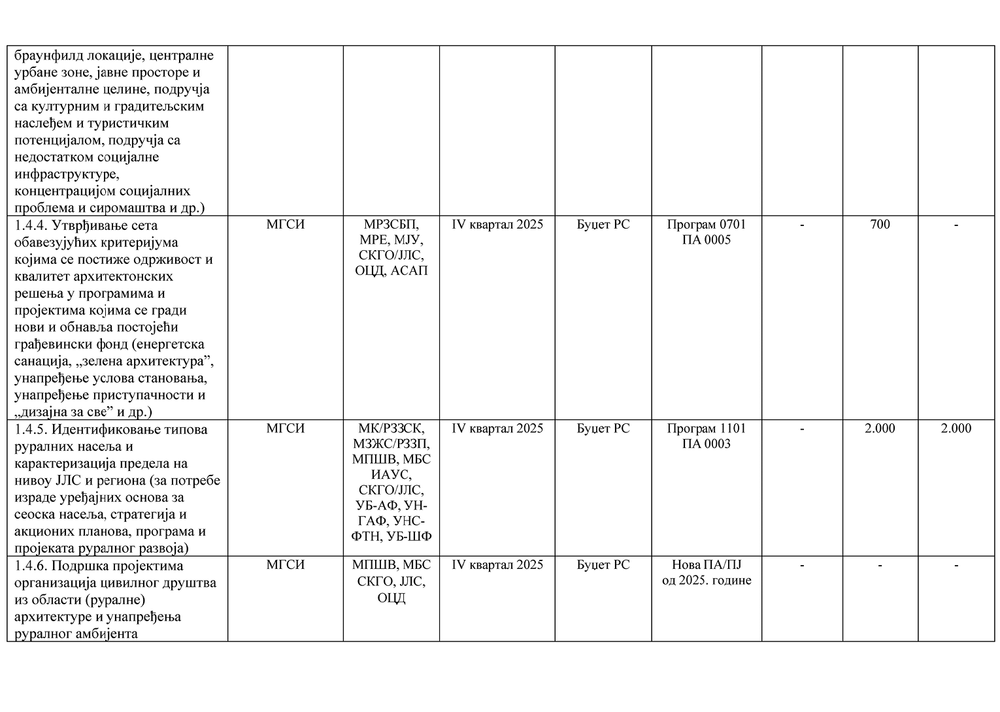 браунфилд локације, централне
урбане зоне, јавне просторе и
амбијенталне целине, подручја
са културним и градитељским
наслеђем и туристичким
потенцијалом, подручја са
недостатком социјалне
инфраструктуре,
концентрацијом социјалних
проблема и сиромаштва и др.)
1.4.4. Утврђивање сета
обавезујућих критеријума
којима се постиже одрживост и
квалитет архитектонских
решења у програмима и
пројектима којима се гради
нови и обнавља постојећи
грађевински фонд (енергетска
санација, „зелена архитектура”,
унапређење услова становања,
унапређење приступачности и
„дизајна за све” и др.)
МГСИ
МРЗСБП,
МРЕ, МЈУ,
СКГО/ЈЛС,
ОЦД, АСАП
IV квартал 2025
Буџет РС
Програм 0701
ПА 0005
-
700
-
1.4.5. Идентификовање типова
руралних насеља и
карактеризација предела на
нивоу ЈЛС и региона (за потребе
израде уређајних основа за
сеоска насеља, стратегија и
акционих планова, програма и
пројеката руралног развоја)
МГСИ
МК/РЗЗСК,
МЗЖС/РЗЗП,
МПШВ, МБС
ИАУС,
СКГО/ЈЛС,
УБ-АФ, УН-
ГАФ, УНС-
ФТН, УБ-ШФ
IV квартал 2025
Буџет РС
Програм 1101
ПА 0003
-
2.000
2.000
1.4.6. Подршка пројектима
организација цивилног друштва
из области (руралне)
архитектуре и унапређења
руралног амбијента
МГСИ
МПШВ, МБС
СКГО, ЈЛС,
ОЦД
IV квартал 2025
Буџет РС
Нова ПА/ПЈ
од 2025. године
-
-
-